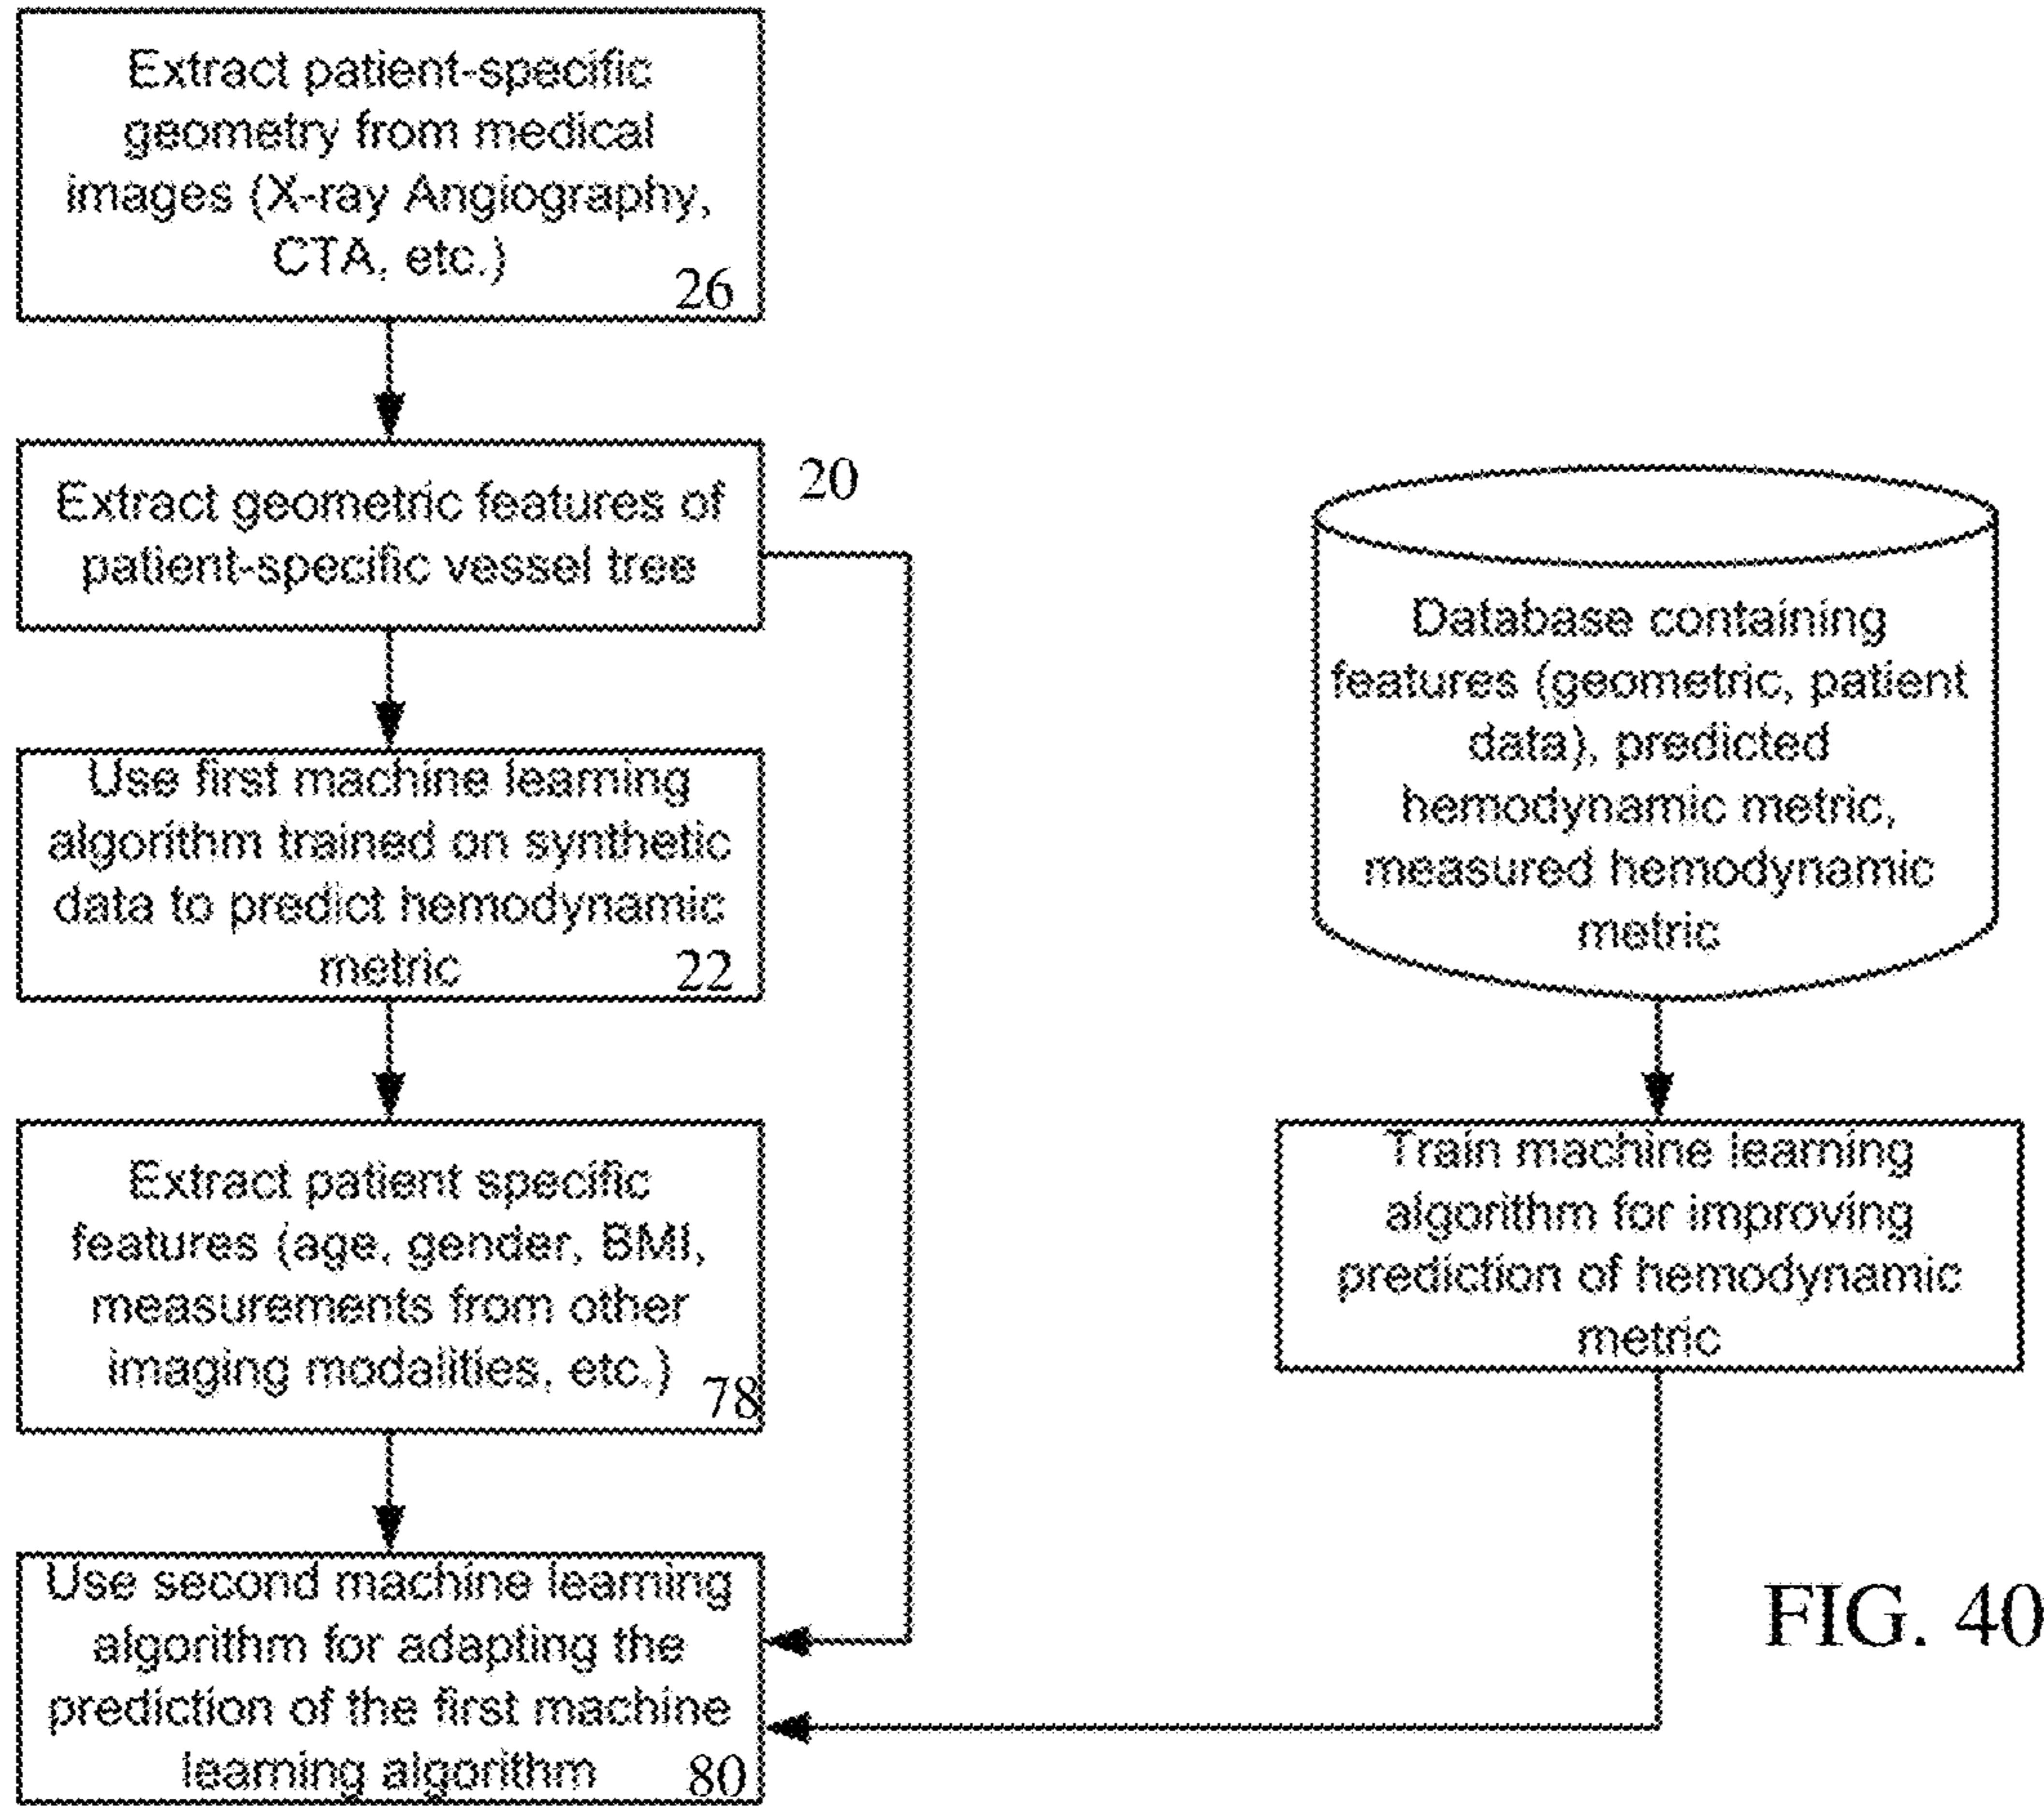 Extract patient-specific
geometry from medical
images (X-ray Angiography,
CTA, etc.)
26
Extract geometric features of
patient-specific vessel tree
20
Use first machine learning
algorithm trained on synthetic
data to predict hemodynamic
metric
22
Extract patient specific
features (age, gender, BMI,
measurements from other
imaging modalities, etc.)
78
Use second machine learning
algorithm for adapting the
prediction of the first machine
learning algorithm
80
Database containing
features (geometric, patient
data), predicted
hemodynamic metric,
measured hemodynamic
metric
Train machine learning
algorithm for improving
prediction of hemodynamic
metric
FIG. 40